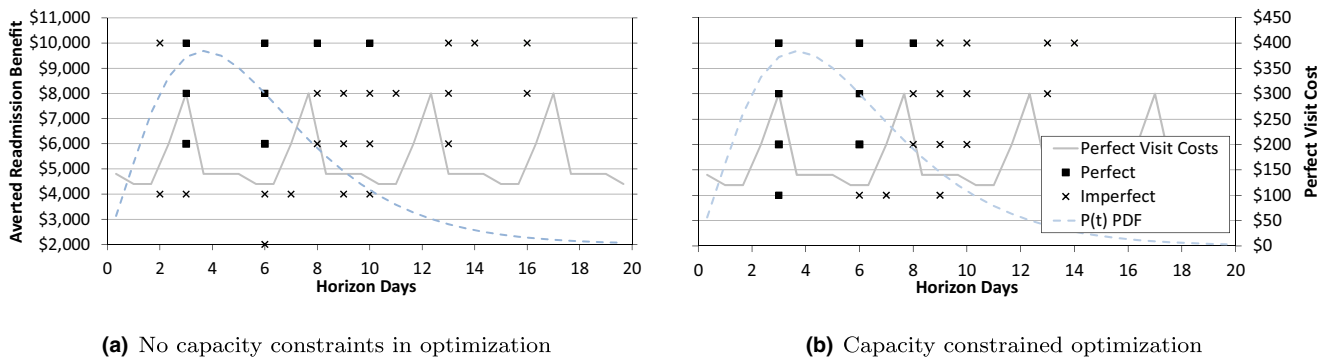 $11,000
$10,000
$9,000
$8,000
$7,000
$6,000
$5,000
$4,000
$3,000
$2,000
Averted Readmission Benefit
0 2 4 6 8 10 12 14 16 18 20
Horizon Days
(a) No capacity constraints in optimization
$450
$400
$350
$300
$250
$200
$150
$100
$50
$0
Perfect Visit Cost
Perfect Visit Costs
Perfect
Imperfect
P(t) PDF
0 2 4 6 8 10 12 14 16 18 20
Horizon Days
(b) Capacity constrained optimization